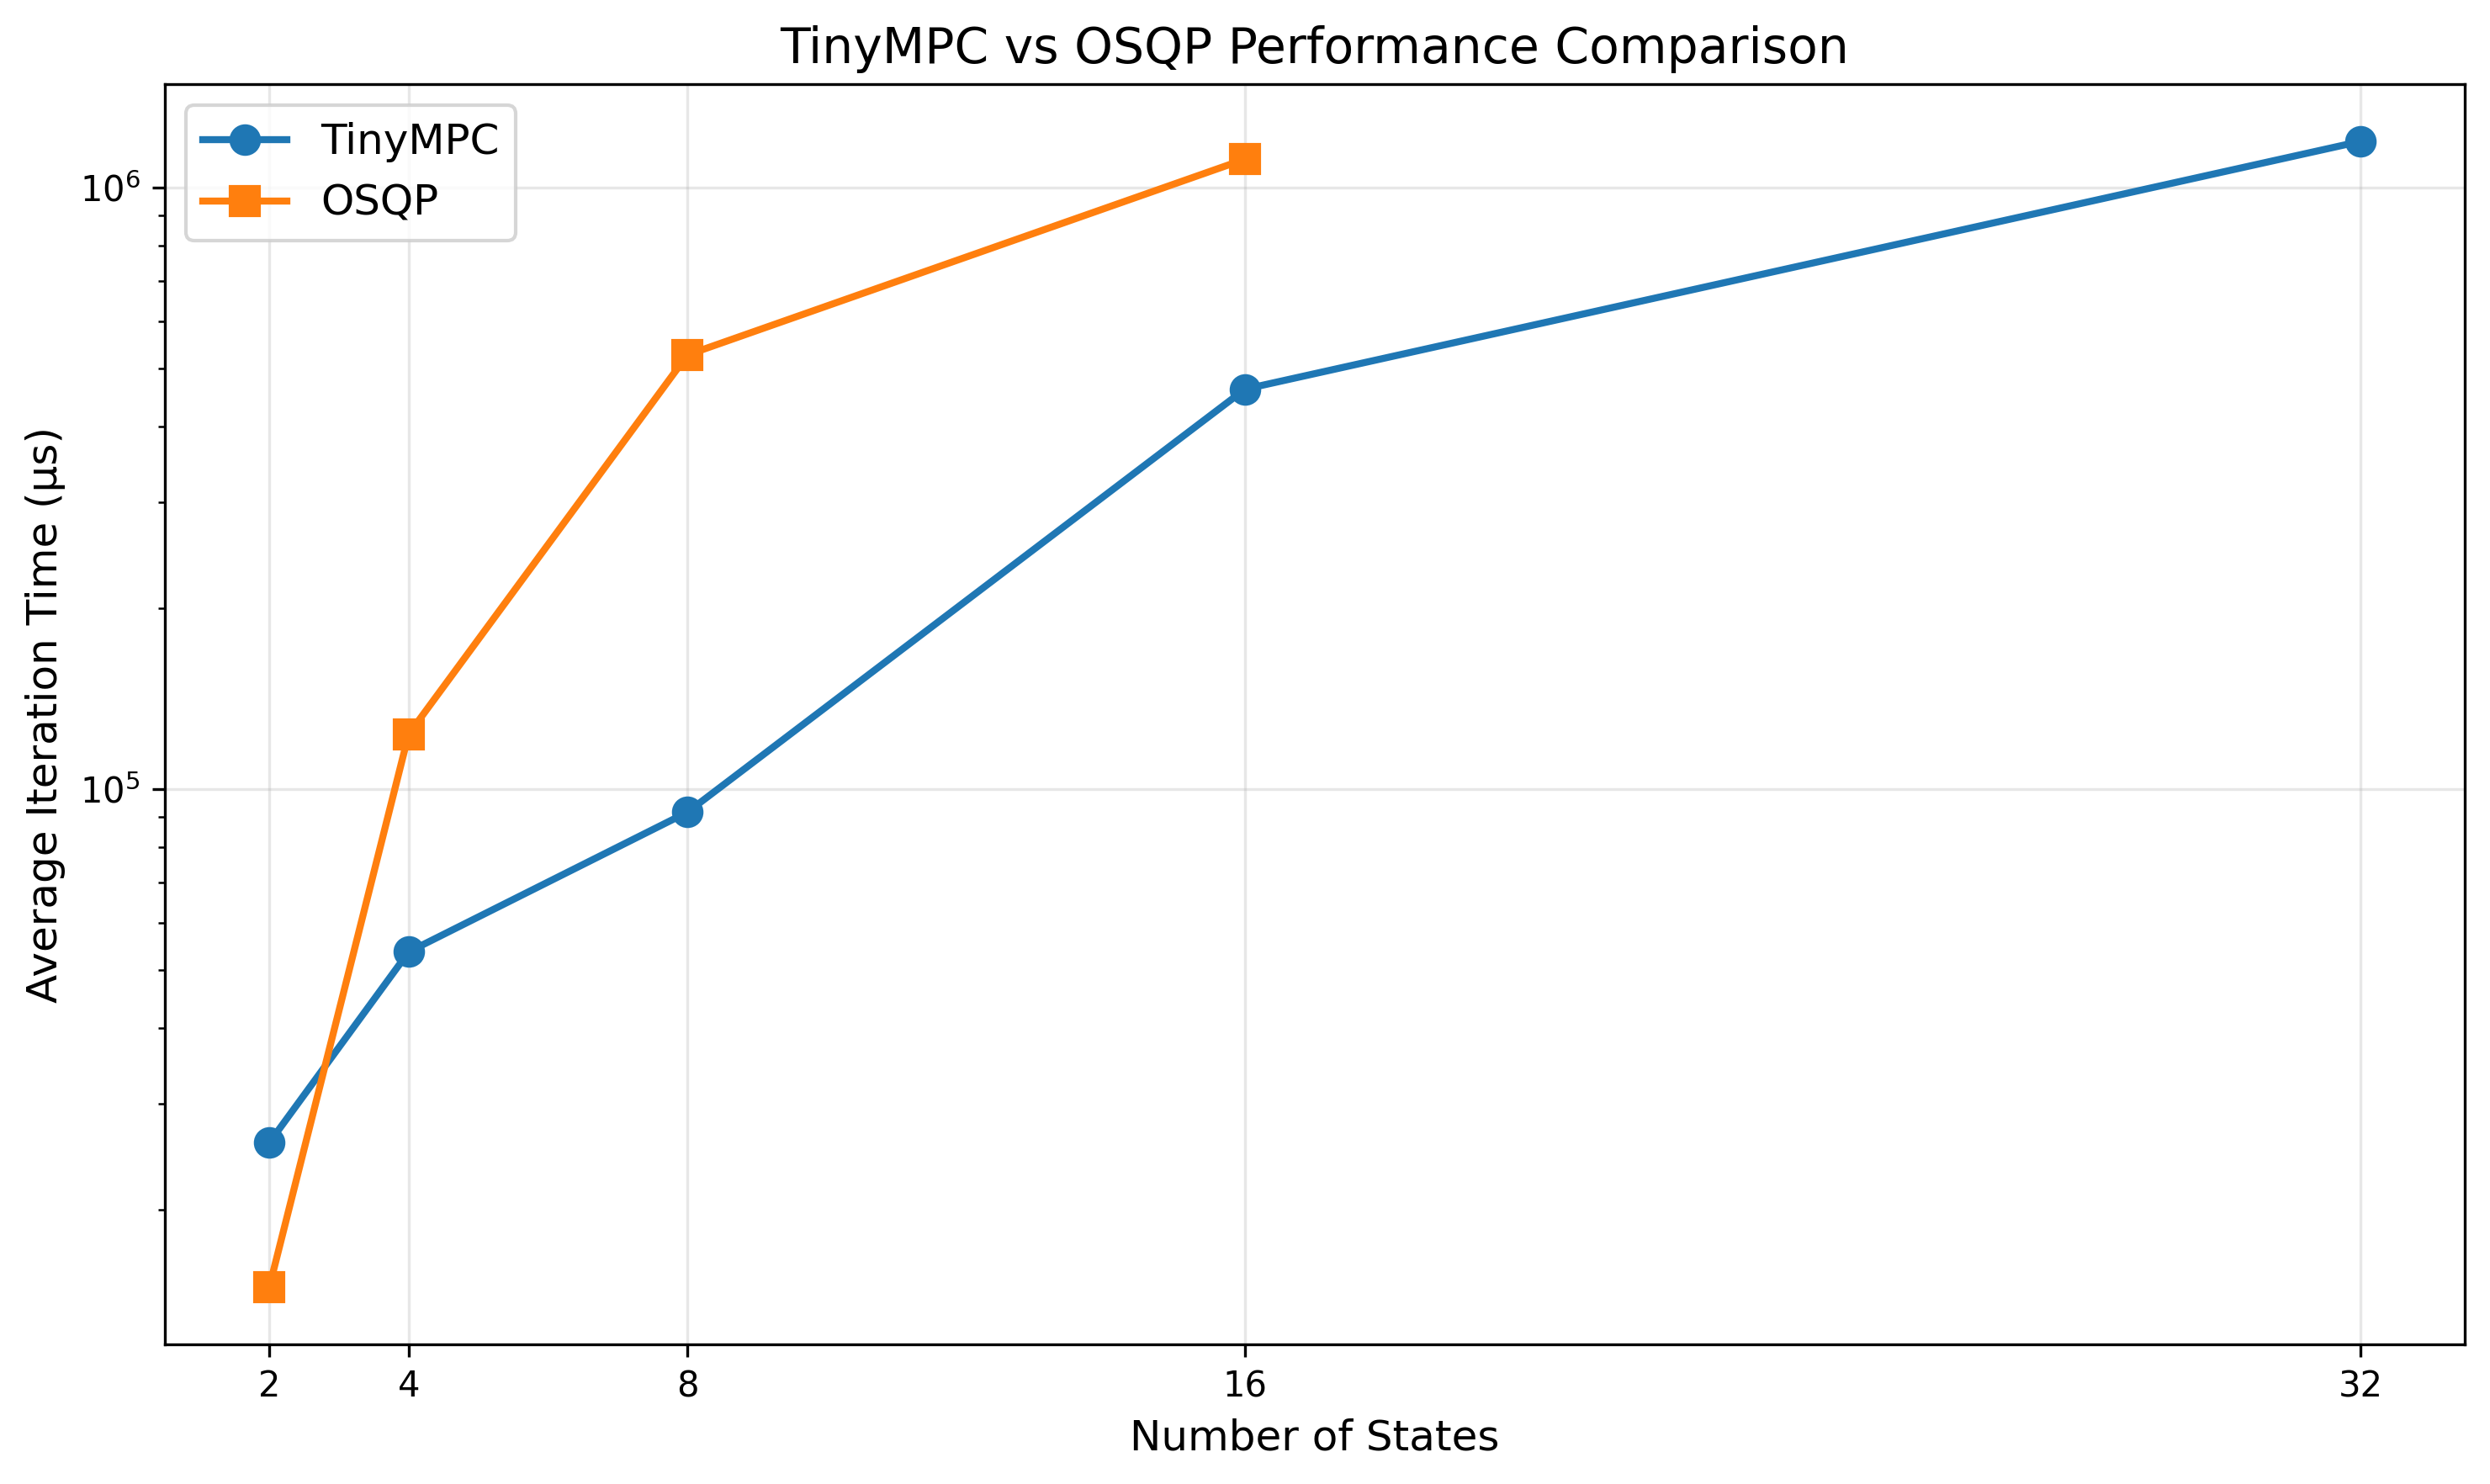 TinyMPC vs OSQP Performance Comparison
TinyMPC
OSQP
10⁶
10⁵
Average Iteration Time (μs)
2 4 8 16 32
Number of States